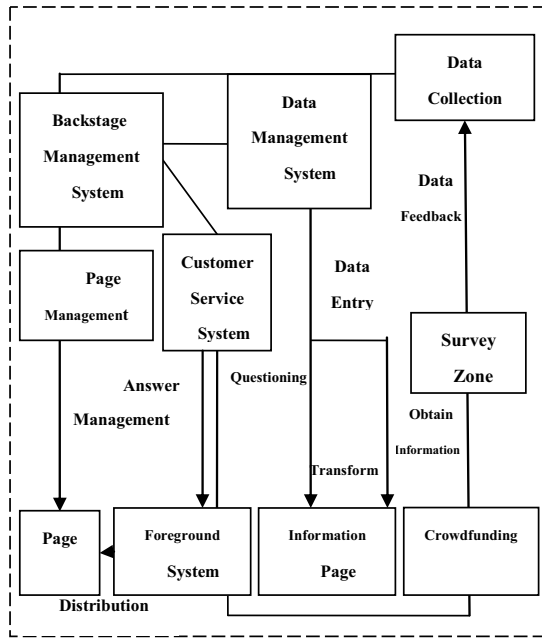 Data
Collection
Backstage
Management
System
Data
Management
System
Data
Feedback
Page
Management
Customer
Service
System
Data
Entry
Survey
Zone
Answer
Management
Questioning
Obtain
Information
Transform
Page
Foreground
System
Information
Page
Crowdfunding
Distribution